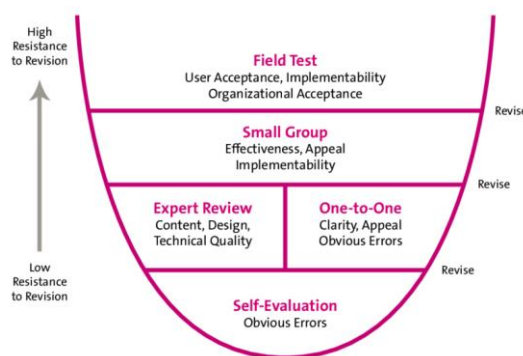 High
Resistance
to Revision
Field Test
User Acceptance, Implementability
Organizational Acceptance
Revise
Small Group
Effectiveness, Appeal
Implementability
Revise
Expert Review
Content, Design,
Technical Quality
One-to-One
Clarity, Appeal
Obvious Errors
Revise
Low
Resistance
to Revision
Self-Evaluation
Obvious Errors